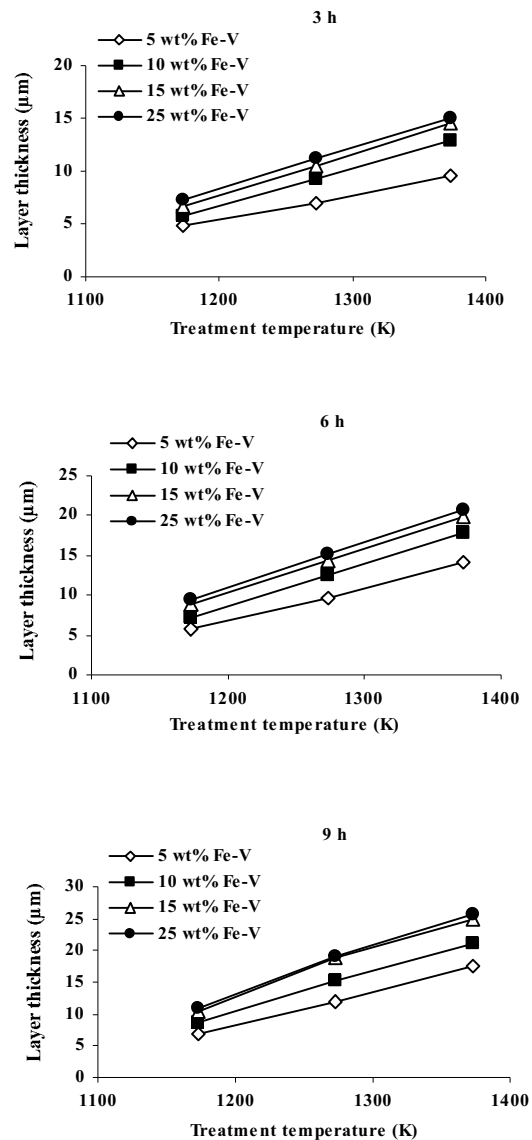 3 h
5 wt% Fe-V
10 wt% Fe-V
15 wt% Fe-V
25 wt% Fe-V
20
15
10
5
0
Layer thickness (µm)
1100 1200 1300 1400
Treatment temperature (K)
6 h
5 wt% Fe-V
10 wt% Fe-V
15 wt% Fe-V
25 wt% Fe-V
25
20
15
10
5
0
Layer thickness (µm)
1100 1200 1300 1400
Treatment temperature (K)
9 h
5 wt% Fe-V
10 wt% Fe-V
15 wt% Fe-V
25 wt% Fe-V
30
25
20
15
10
5
0
Layer thickness (µm)
1100 1200 1300 1400
Treatment temperature (K)